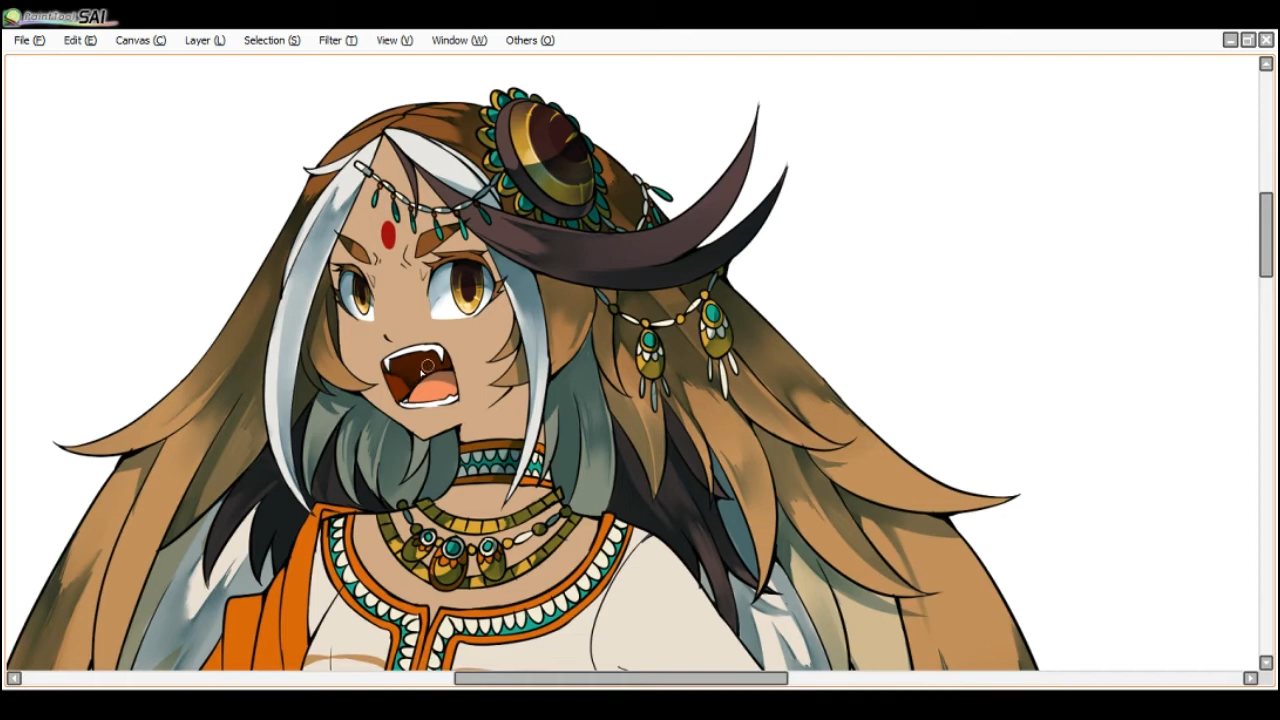 PaintTool SAI
File (F) Edit (E) Canvas (C) Layer (L) Selection (S) Filter (T) View (V) Window (W) Others (O)